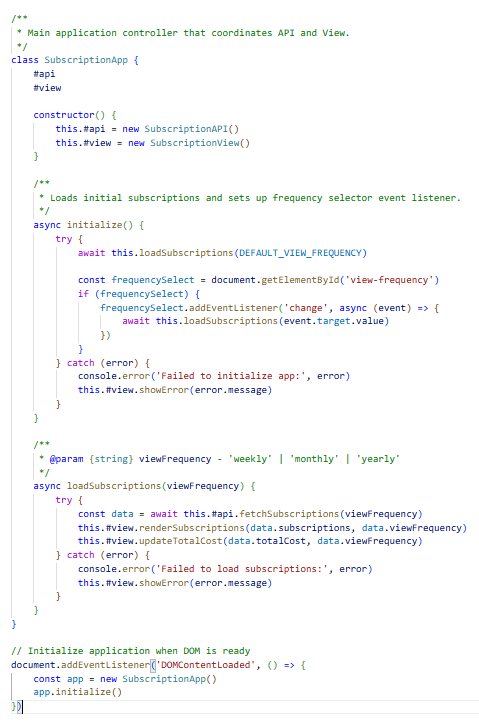 /**
 * Main application controller that coordinates API and View.
 */
class SubscriptionApp {
    #api
    #view

    constructor() {
        this.#api = new SubscriptionAPI()
        this.#view = new SubscriptionView()
    }

    /**
     * Loads initial subscriptions and sets up frequency selector event listener.
     */
    async initialize() {
        try {
            await this.loadSubscriptions(DEFAULT_VIEW_FREQUENCY)

            const frequencySelect = document.getElementById('view-frequency')
            if (frequencySelect) {
                frequencySelect.addEventListener('change', async (event) => {
                    await this.loadSubscriptions(event.target.value)
                })
            }
        } catch (error) {
            console.error('Failed to initialize app:', error)
            this.#view.showError(error.message)
        }
    }

    /**
     * @param {string} viewFrequency - 'weekly' | 'monthly' | 'yearly'
     */
    async loadSubscriptions(viewFrequency) {
        try {
            const data = await this.#api.fetchSubscriptions(viewFrequency)
            this.#view.renderSubscriptions(data.subscriptions, data.viewFrequency)
            this.#view.updateTotalCost(data.totalCost, data.viewFrequency)
        } catch (error) {
            console.error('Failed to load subscriptions:', error)
            this.#view.showError(error.message)
        }
    }
}

// Initialize application when DOM is ready
document.addEventListener('DOMContentLoaded', () => {
    const app = new SubscriptionApp()
    app.initialize()
})